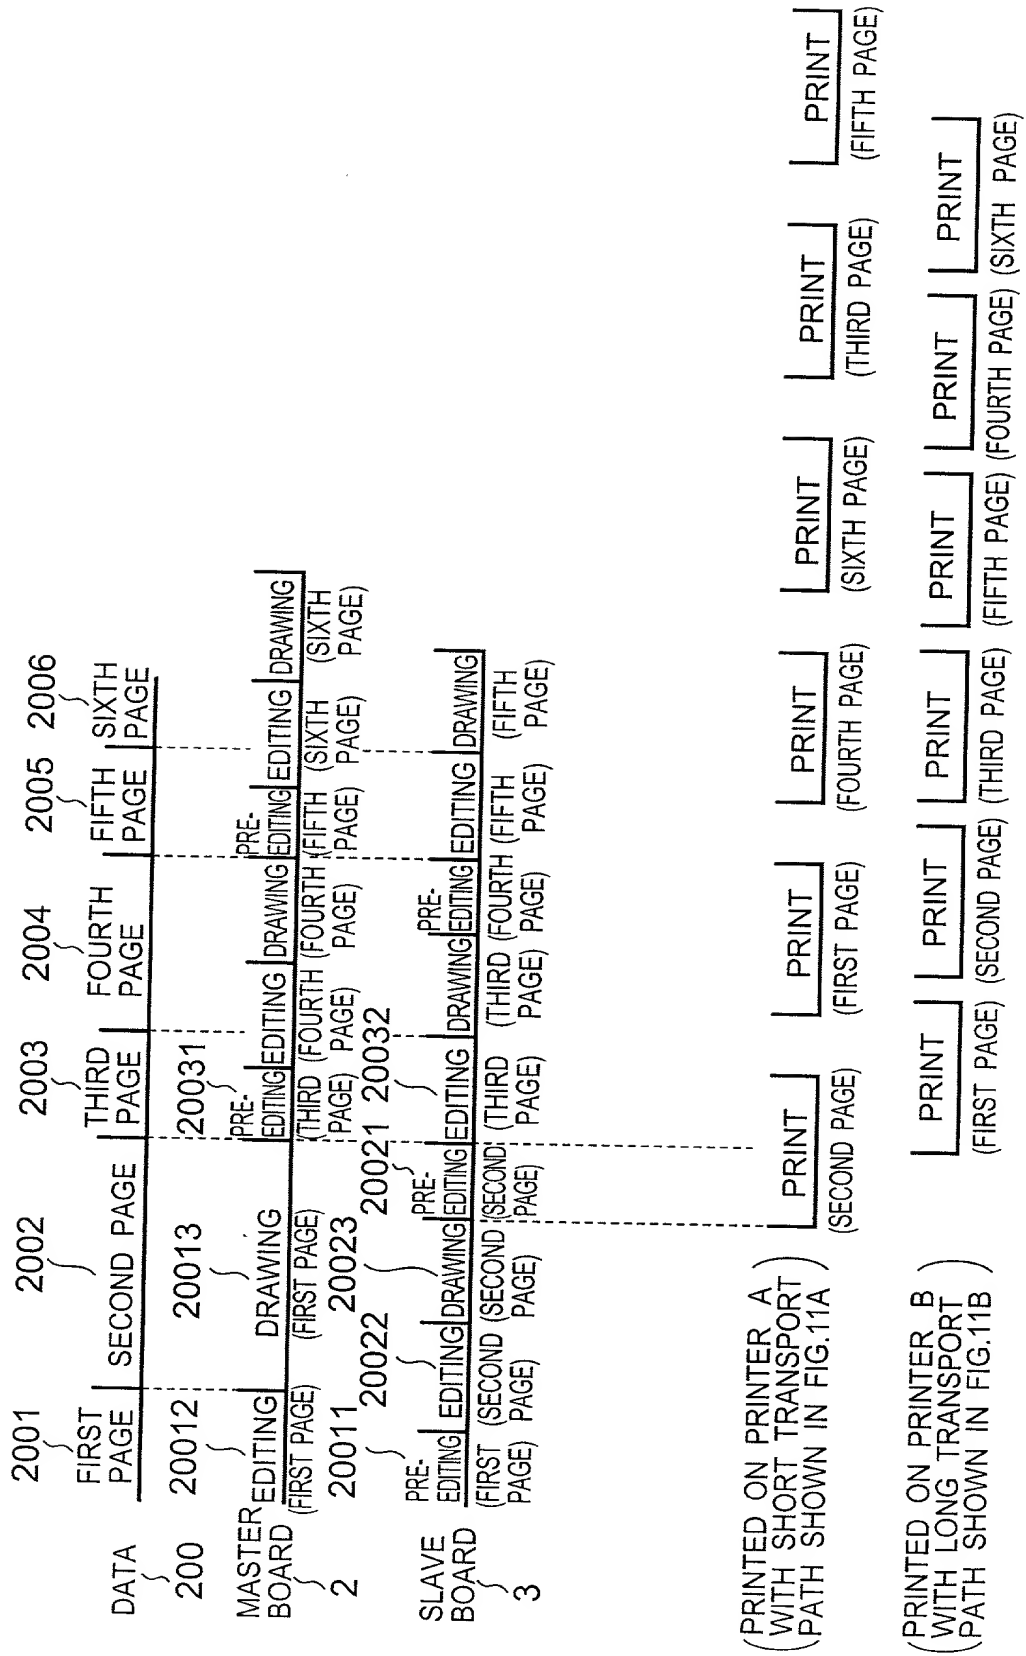 DATA
200
2001
FIRST
PAGE
2002
SECOND PAGE
2003
THIRD
PAGE
2004
FOURTH
PAGE
2005
FIFTH
PAGE
2006
SIXTH
PAGE
MASTER
BOARD
2
20012
EDITING
(FIRST PAGE)
20013
DRAWING
(FIRST PAGE)
20031
PRE-
EDITING
(THIRD
PAGE)
EDITING
(FOURTH
PAGE)
DRAWING
(FOURTH
PAGE)
PRE-
EDITING
(FIFTH
PAGE)
EDITING
(SIXTH
PAGE)
DRAWING
(SIXTH
PAGE)
SLAVE
BOARD
3
20011
PRE-
EDITING
(FIRST
PAGE)
20022
EDITING
(SECOND
PAGE)
20023
DRAWING
(SECOND
PAGE)
20021
PRE-
EDITING
(SECOND
PAGE)
20032
EDITING
(THIRD
PAGE)
DRAWING
(THIRD
PAGE)
PRE-
EDITING
(FOURTH
PAGE)
EDITING
(FIFTH
PAGE)
DRAWING
(FIFTH
PAGE)
(PRINTED ON PRINTER A
WITH SHORT TRANSPORT
PATH SHOWN IN FIG.11A)
PRINT
(SECOND PAGE)
PRINT
(FIRST PAGE)
PRINT
(FOURTH PAGE)
PRINT
(SIXTH PAGE)
PRINT
(THIRD PAGE)
PRINT
(FIFTH PAGE)
(PRINTED ON PRINTER B
WITH LONG TRANSPORT
PATH SHOWN IN FIG.11B)
PRINT
(FIRST PAGE)
PRINT
(SECOND PAGE)
PRINT
(THIRD PAGE)
PRINT
(FIFTH PAGE)
PRINT
(FOURTH PAGE)
PRINT
(SIXTH PAGE)